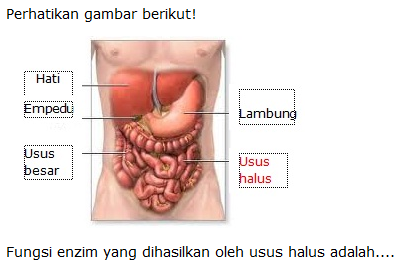 Perhatikan gambar berikut!
Hati
Empedu
Lambung
Usus
besar
Usus
halus
Fungsi enzim yang dihasilkan oleh usus halus adalah....